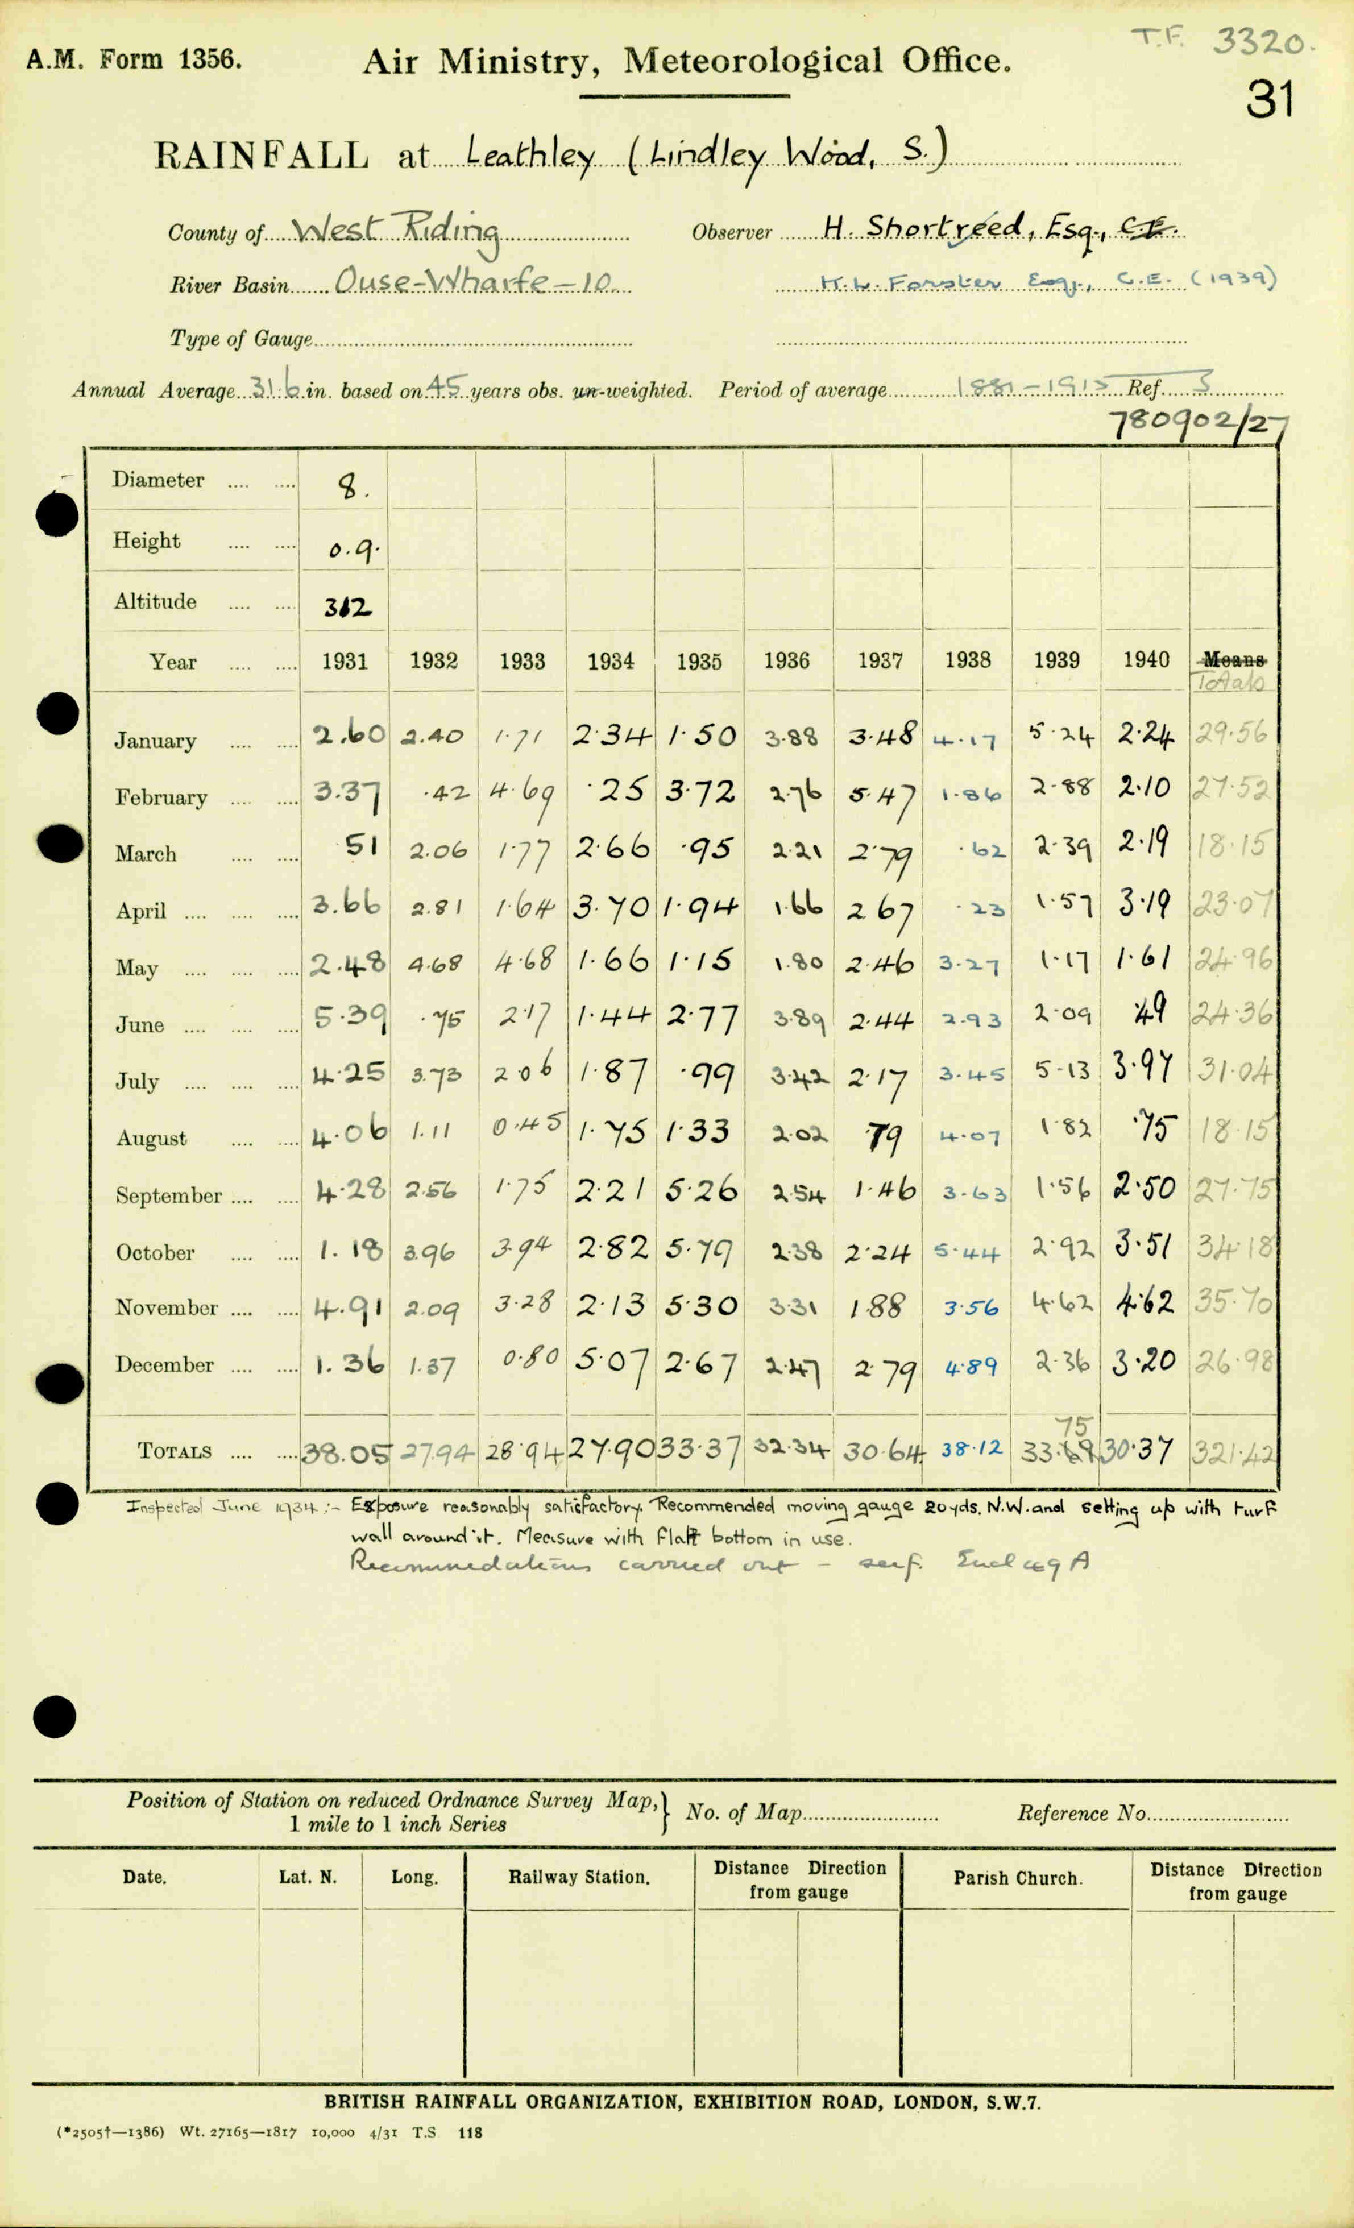 T.F. 3320.
A.M. Form 1356. Air Ministry, Meteorological Office.
31
RAINFALL at Leathley (Lindley Wood, S.)
County of West Riding Observer H. Shortreed, Esq., C.E.
River Basin Ouse-Wharfe-10 K.W. Forster Esq., C.E. (1939)
Type of Gauge
Annual Average 31.6 in. based on 45 years obs. un-weighted. Period of average 1881-1915 Ref. 3
780902/27
Diameter 8.
Height 0.9.
Altitude 312
Year 1931 1932 1933 1934 1935 1936 1937 1938 1939 1940 Means
Totals
January 2.60 2.40 1.71 2.34 1.50 3.88 3.48 4.17 5.24 2.24 29.56
February 3.37 .42 4.69 .25 3.72 2.76 5.47 1.86 2.88 2.10 27.52
March 51 2.06 1.77 2.66 .95 2.21 2.79 .62 2.39 2.19 18.15
April 3.66 2.81 1.64 3.70 1.94 1.66 2.67 .23 1.57 3.19 23.07
May 2.48 4.68 4.68 1.66 1.15 1.80 2.46 3.27 1.17 1.61 24.96
June 5.39 .75 2.17 1.44 2.77 3.89 2.44 2.93 2.09 .49 24.36
July 4.25 3.73 2.06 1.87 .99 3.42 2.17 3.45 5.13 3.97 31.04
August 4.06 1.11 0.45 1.75 1.33 2.02 .79 4.07 1.82 .75 18.15
September 4.28 2.56 1.75 2.21 5.26 2.54 1.46 3.63 1.56 2.50 27.75
October 1.18 3.96 3.94 2.82 5.79 2.38 2.24 5.44 2.92 3.51 34.18
November 4.91 2.09 3.28 2.13 5.30 3.31 1.88 3.56 4.62 4.62 35.70
December 1.36 1.37 0.80 5.07 2.67 2.47 2.79 4.89 2.36 3.20 26.98
75
TOTALS 38.05 27.94 28.94 27.90 33.37 32.34 30.64 38.12 33.69 30.37 321.42
Inspected June 1934 :- Exposure reasonably satisfactory. Recommended moving gauge 20yds. N.W. and setting up with turf
wall around it. Measure with flat bottom in use.
Recommendations carried out -
Position of Station on reduced Ordnance Survey Map, } No. of Map Reference No.
1 mile to 1 inch Series
Date. Lat. N. Long. Railway Station. Distance Direction from gauge Parish Church. Distance Direction from gauge
BRITISH RAINFALL ORGANIZATION, EXHIBITION ROAD, LONDON, S.W.7.
(*2505†—1386) Wt. 27165—1817 10,000 4/31 T.S 118